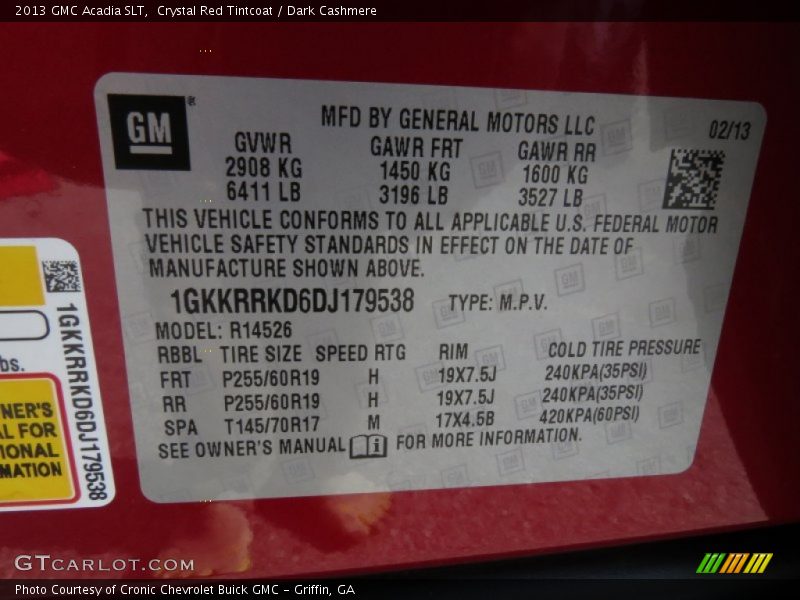 2013 GMC Acadia SLT,  Crystal Red Tintcoat / Dark Cashmere
GM
®
MFD BY GENERAL MOTORS LLC
02/13
GVWR GAWR FRT GAWR RR
2908 KG 1450 KG 1600 KG
6411 LB 3196 LB 3527 LB
THIS VEHICLE CONFORMS TO ALL APPLICABLE U.S. FEDERAL MOTOR
VEHICLE SAFETY STANDARDS IN EFFECT ON THE DATE OF
MANUFACTURE SHOWN ABOVE.
1GKKRRKD6DJ179538 TYPE: M.P.V.
MODEL: R14526
RBBL TIRE SIZE SPEED RTG RIM COLD TIRE PRESSURE
FRT P255/60R19 H 19X7.5J 240KPA(35PSI)
RR P255/60R19 H 19X7.5J 240KPA(35PSI)
SPA T145/70R17 M 17X4.5B 420KPA(60PSI)
SEE OWNER'S MANUAL i FOR MORE INFORMATION.
1GKKRRKD6DJ179538
bs.
NER'S
AL FOR
IONAL
MATION
GTCARLOT.COM
Photo Courtesy of Cronic Chevrolet Buick GMC - Griffin, GA